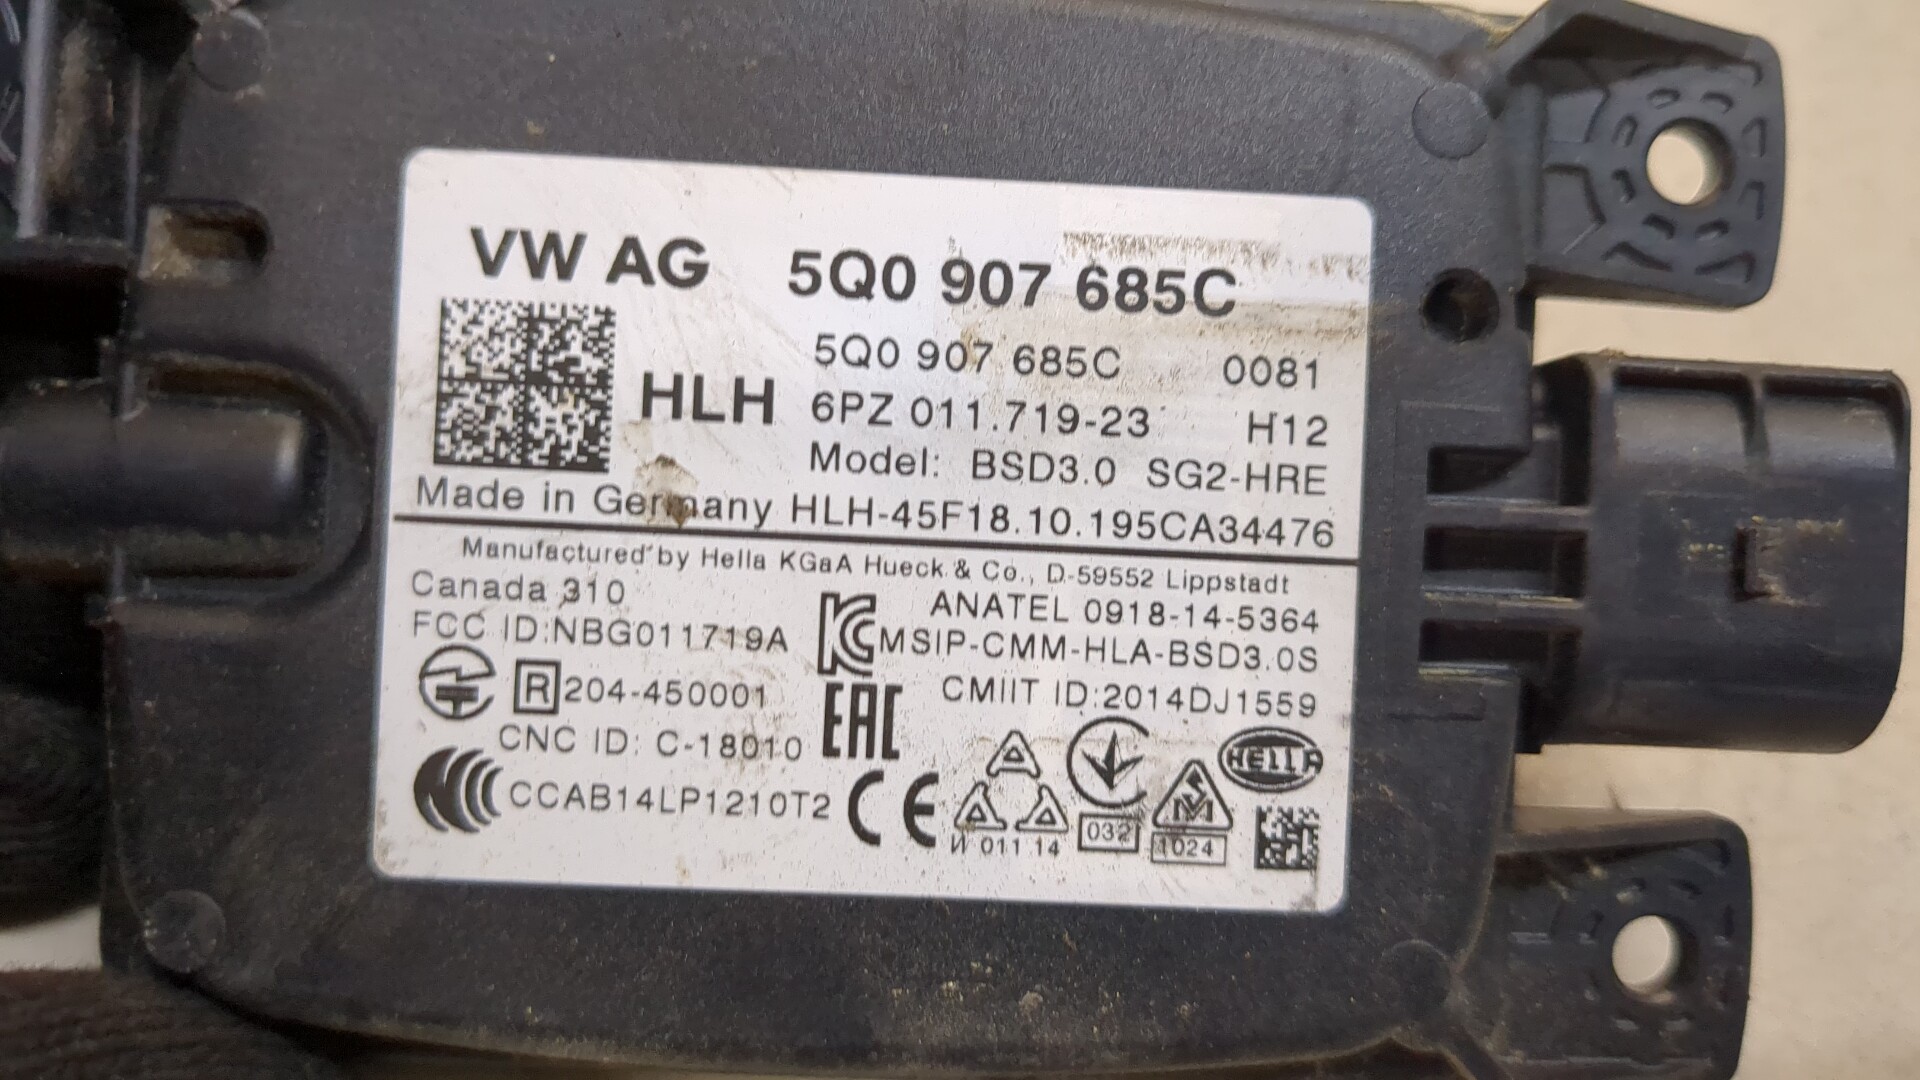 VW AG 5Q0 907 685C
5Q0 907 685C 0081
HLH 6PZ 011.719-23 H12
Model: BSD3.0 SG2-HRE
Made in Germany HLH-45F18.10.195CA34476
Manufactured by Hella KGaA Hueck & Co., D-59552 Lippstadt
Canada 310 ANATEL 0918-14-5364
FCC ID:NBG011719A MSIP-CMM-HLA-BSD3.0S
R 204-450001 CMIIT ID:2014DJ1559
CNC ID: C-18010 EAC
HELLA
CCAB14LP1210T2 CE
032
И 011 14 1024